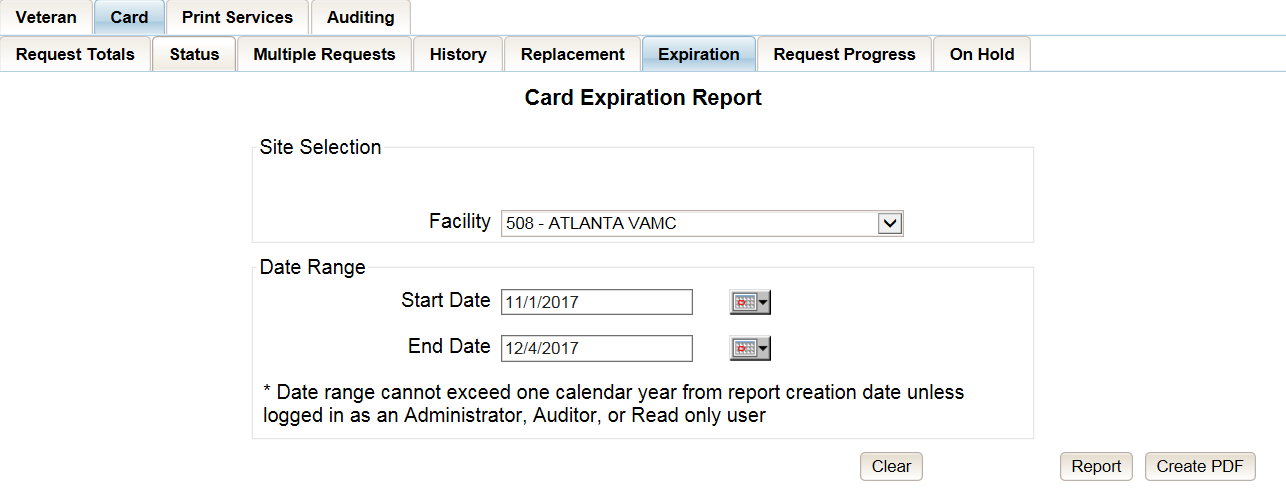 Veteran Card Print Services Auditing
Request Totals Status Multiple Requests History Replacement Expiration Request Progress On Hold
Card Expiration Report
Site Selection
Facility 508 - ATLANTA VAMC
Date Range
Start Date 11/1/2017
End Date 12/4/2017
* Date range cannot exceed one calendar year from report creation date unless
logged in as an Administrator, Auditor, or Read only user
Clear Report Create PDF